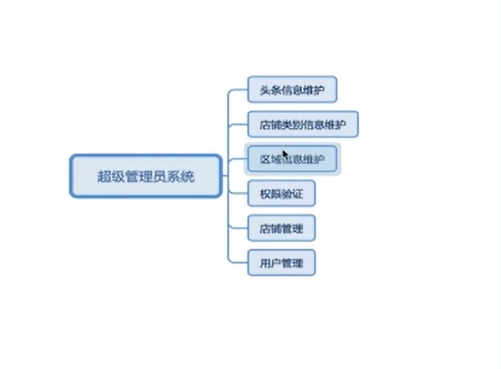 头条信息维护
店铺类别信息维护
区域信息维护
超级管理员系统
权限验证
店铺管理
用户管理